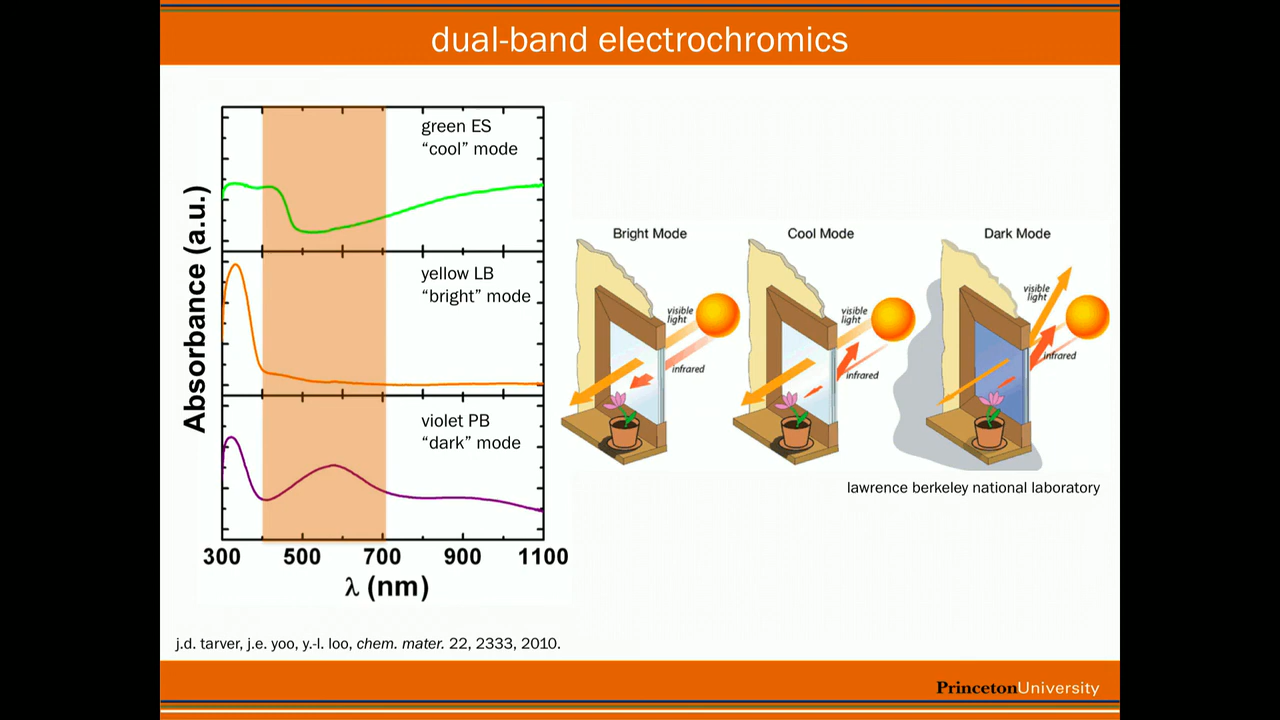 dual-band electrochromics
green ES
“cool” mode
yellow LB
“bright” mode
violet PB
“dark” mode
Absorbance (a.u.)
300 500 700 900 1100
λ (nm)
Bright Mode
visible
light
infrared
Cool Mode
visible
light
infrared
Dark Mode
visible
light
infrared
lawrence berkeley national laboratory
j.d. tarver, j.e. yoo, y.-l. loo, chem. mater. 22, 2333, 2010.
PrincetonUniversity